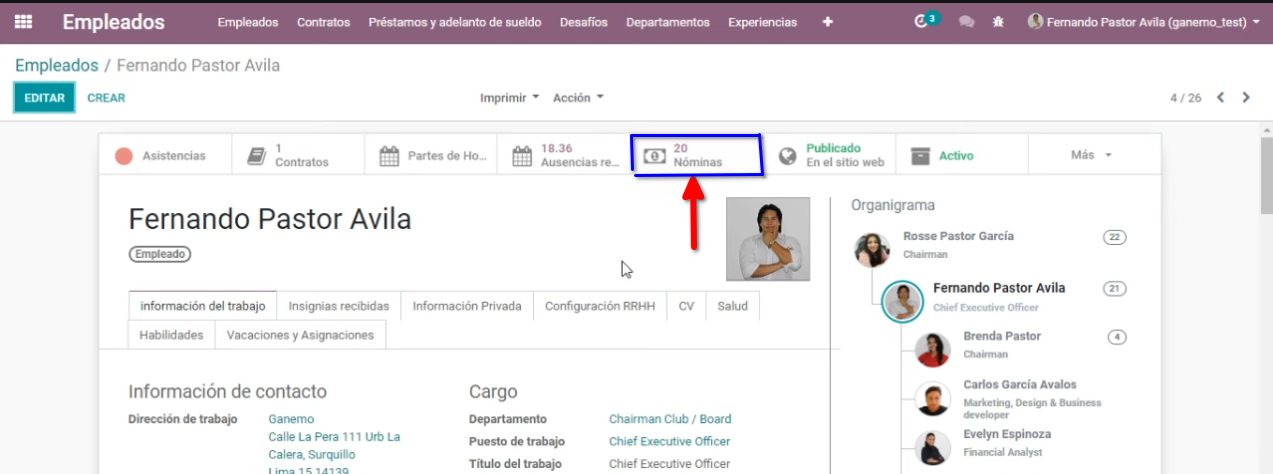 Empleados
Empleados Contratos Préstamos y adelanto de sueldo Desafíos Departamentos Experiencias
3
Fernando Pastor Avila (ganemo_test)
Empleados / Fernando Pastor Avila
EDITAR CREAR
Imprimir Acción
4 / 26
Asistencias
1
Contratos
Partes de Ho...
18.36
Ausencias re...
20
Nóminas
Publicado
En el sitio web
Activo
Más
Fernando Pastor Avila
Empleado
información del trabajo Insignias recibidas Información Privada Configuración RRHH CV Salud
Habilidades Vacaciones y Asignaciones
Información de contacto
Dirección de trabajo Ganemo
Calle La Pera 111 Urb La
Calera, Surquillo
Lima 15 14139
Cargo
Departamento Chairman Club / Board
Puesto de trabajo Chief Executive Officer
Título del trabajo Chief Executive Officer
Organigrama
Rosse Pastor García 22
Chairman
Fernando Pastor Avila 21
Chief Executive Officer
Brenda Pastor 4
Chairman
Carlos García Avalos
Marketing, Design & Business
developer
Evelyn Espinoza
Financial Analyst